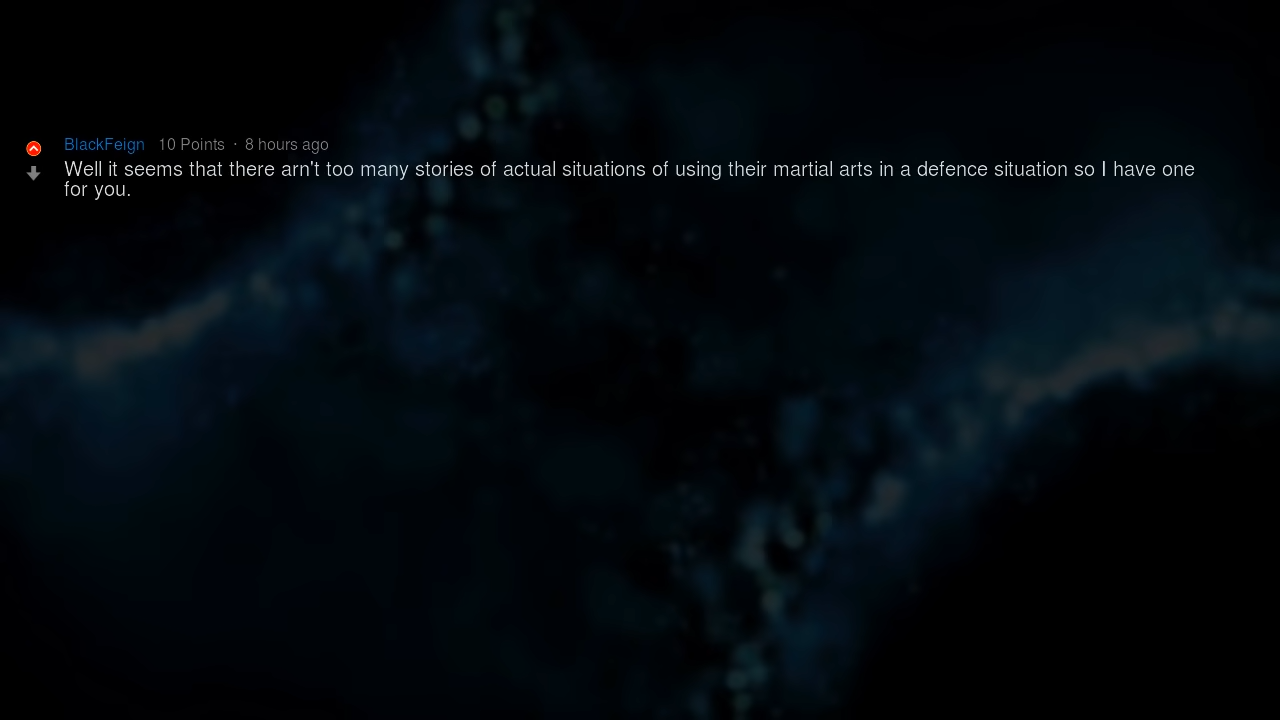 BlackFeign 10 Points · 8 hours ago
Well it seems that there arn't too many stories of actual situations of using their martial arts in a defence situation so I have one
for you.